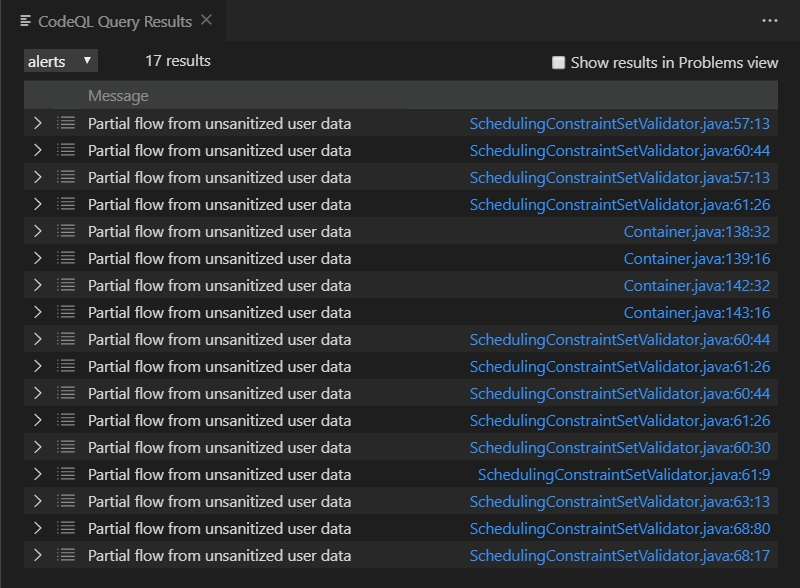 CodeQL Query Results
alerts 17 results Show results in Problems view
Message
Partial flow from unsanitized user data SchedulingConstraintSetValidator.java:57:13
Partial flow from unsanitized user data SchedulingConstraintSetValidator.java:60:44
Partial flow from unsanitized user data SchedulingConstraintSetValidator.java:57:13
Partial flow from unsanitized user data SchedulingConstraintSetValidator.java:61:26
Partial flow from unsanitized user data Container.java:138:32
Partial flow from unsanitized user data Container.java:139:16
Partial flow from unsanitized user data Container.java:142:32
Partial flow from unsanitized user data Container.java:143:16
Partial flow from unsanitized user data SchedulingConstraintSetValidator.java:60:44
Partial flow from unsanitized user data SchedulingConstraintSetValidator.java:61:26
Partial flow from unsanitized user data SchedulingConstraintSetValidator.java:60:44
Partial flow from unsanitized user data SchedulingConstraintSetValidator.java:61:26
Partial flow from unsanitized user data SchedulingConstraintSetValidator.java:60:30
Partial flow from unsanitized user data SchedulingConstraintSetValidator.java:61:9
Partial flow from unsanitized user data SchedulingConstraintSetValidator.java:63:13
Partial flow from unsanitized user data SchedulingConstraintSetValidator.java:68:80
Partial flow from unsanitized user data SchedulingConstraintSetValidator.java:68:17